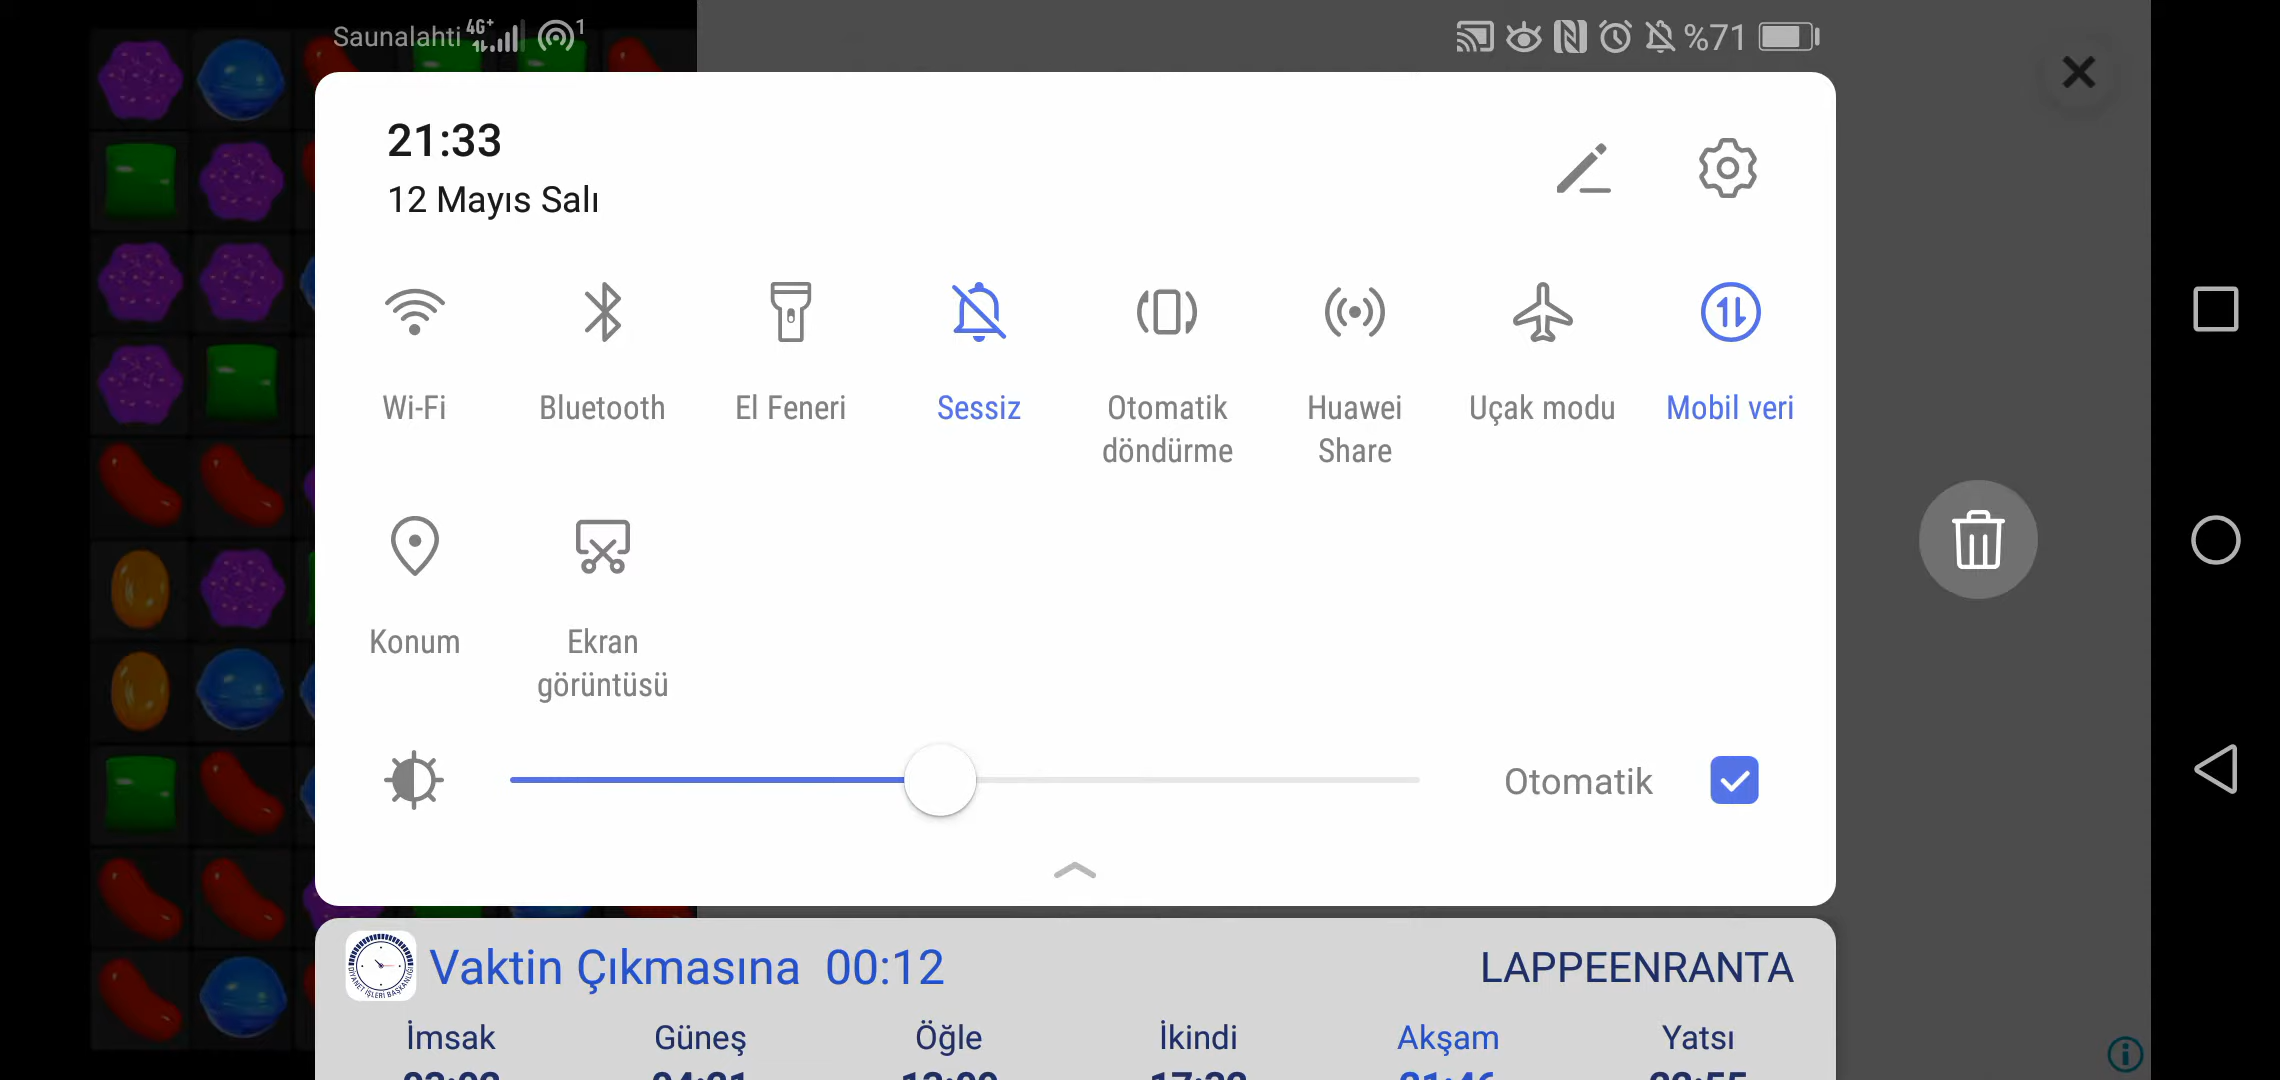 Saunalahti 4G+ 1 %71
21:33
12 Mayıs Salı
Wi-Fi Bluetooth El Feneri Sessiz Otomatik döndürme Huawei Share Uçak modu Mobil veri
Konum Ekran görüntüsü
Otomatik
Vaktin Çıkmasına 00:12 LAPPEENRANTA
İmsak Güneş Öğle İkindi Akşam Yatsı